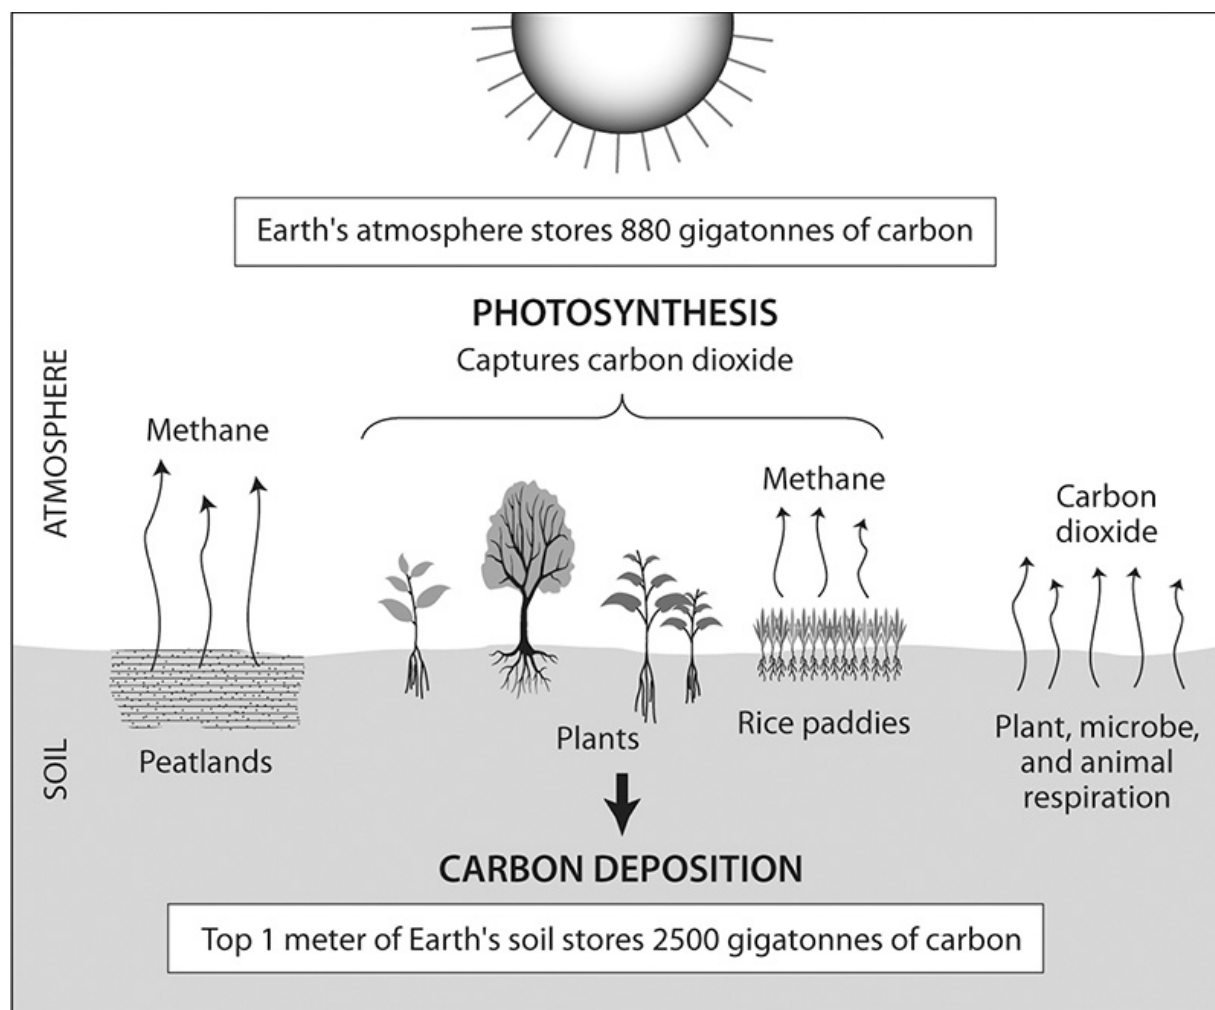 Earth's atmosphere stores 880 gigatonnes of carbon
PHOTOSYNTHESIS
Captures carbon dioxide
ATMOSPHERE
Methane
Methane
Carbon
dioxide
SOIL
Peatlands
Plants
Rice paddies
Plant, microbe,
and animal
respiration
CARBON DEPOSITION
Top 1 meter of Earth's soil stores 2500 gigatonnes of carbon